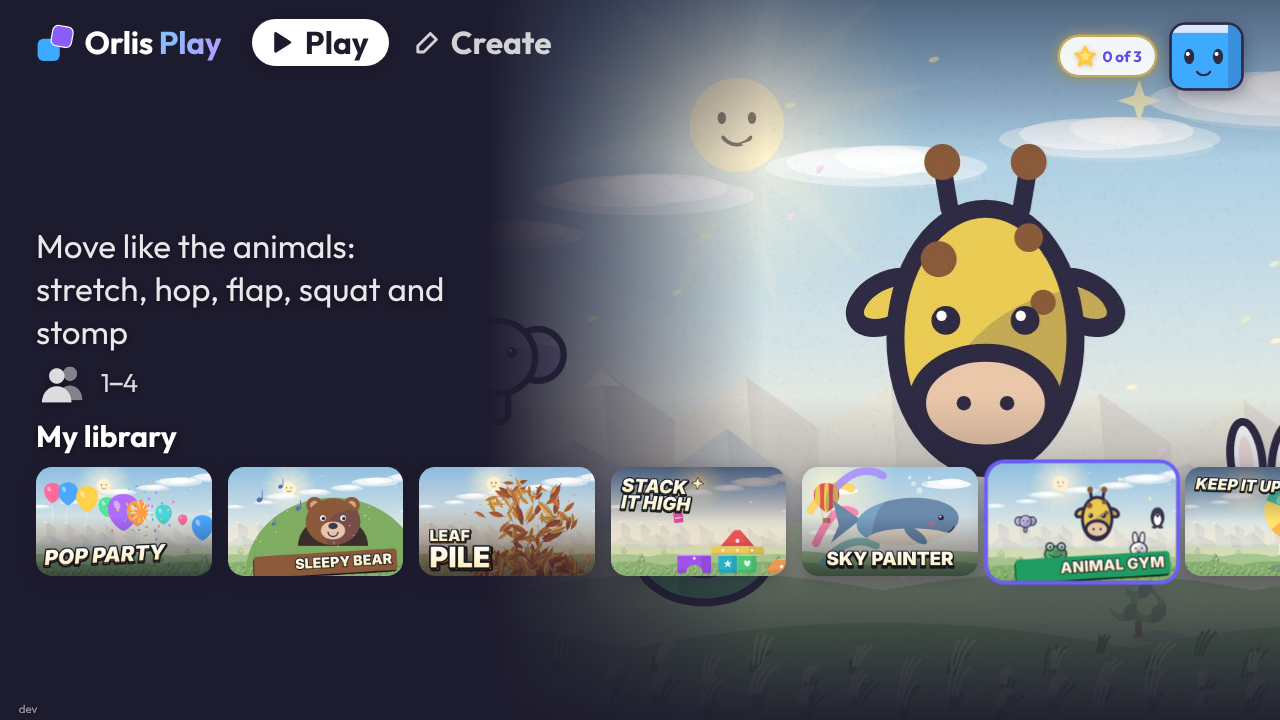 Orlis Play
Play
Create
0 of 3
Move like the animals:
stretch, hop, flap, squat and
stomp
1–4
My library
POP PARTY
SLEEPY BEAR
LEAF
PILE
STACK
IT HIGH
SKY PAINTER
ANIMAL GYM
KEEP IT UP
dev